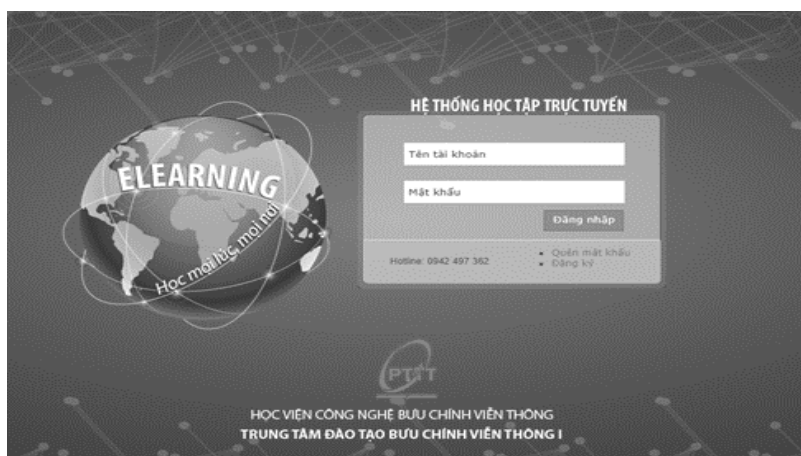 HỆ THỐNG HỌC TẬP TRỰC TUYẾN
ELEARNING
Học mọi lúc, mọi nơi
Tên tài khoản
Mật khẩu
Đăng nhập
Hotline: 0942 497 362
Quên mật khẩu
Đăng ký
PTIT
HỌC VIỆN CÔNG NGHỆ BƯU CHÍNH VIỄN THÔNG
TRUNG TÂM ĐÀO TẠO BƯU CHÍNH VIỄN THÔNG I